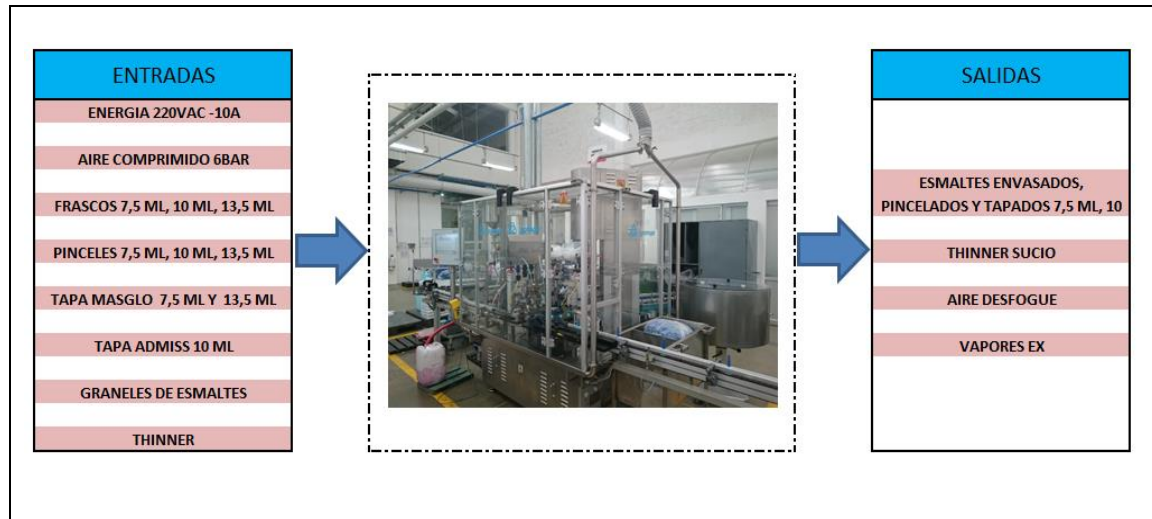 ENTRADAS
ENERGIA 220VAC -10A
AIRE COMPRIMIDO 6BAR
FRASCOS 7,5 ML, 10 ML, 13,5 ML
PINCELES 7,5 ML, 10 ML, 13,5 ML
TAPA MASGLO 7,5 ML Y 13,5 ML
TAPA ADMISS 10 ML
GRANELES DE ESMALTES
THINNER
SALIDAS
ESMALTES ENVASADOS,
PINCELADOS Y TAPADOS 7,5 ML, 10
THINNER SUCIO
AIRE DESFOGUE
VAPORES EX